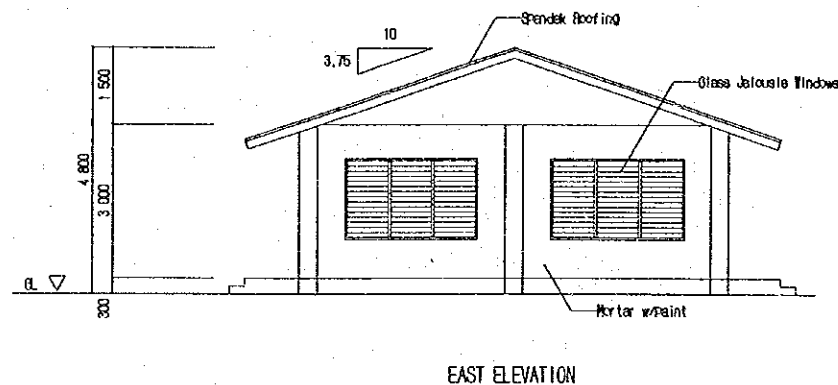 Spendek Roofing
10
3.75
Glass Jalousie Windows
1 500
4 800
3 000
GL
300
Mortar w/Paint
EAST ELEVATION